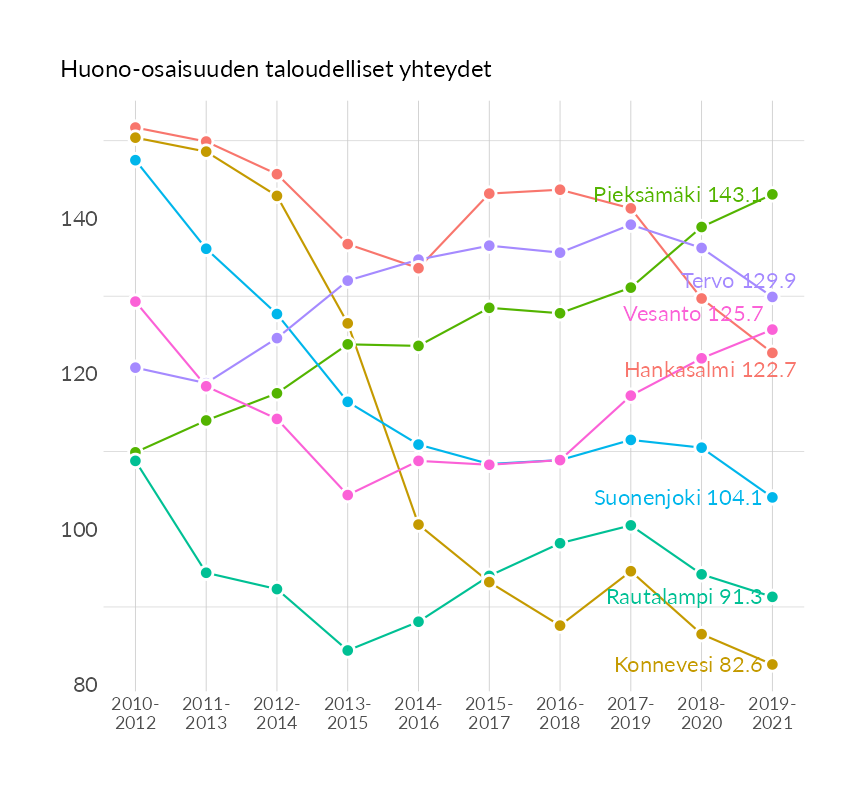 Huono-osaisuuden taloudelliset yhteydet
Pieksämäki 143.1
140
Tervo 129.9
Vesanto 125.7
120
Hankasalmi 122.7
Suonenjoki 104.1
100
Rautalampi 91.3
Konnevesi 82.6
80
2010- 2011- 2012- 2013- 2014- 2015- 2016- 2017- 2018- 2019-
2012 2013 2014 2015 2016 2017 2018 2019 2020 2021